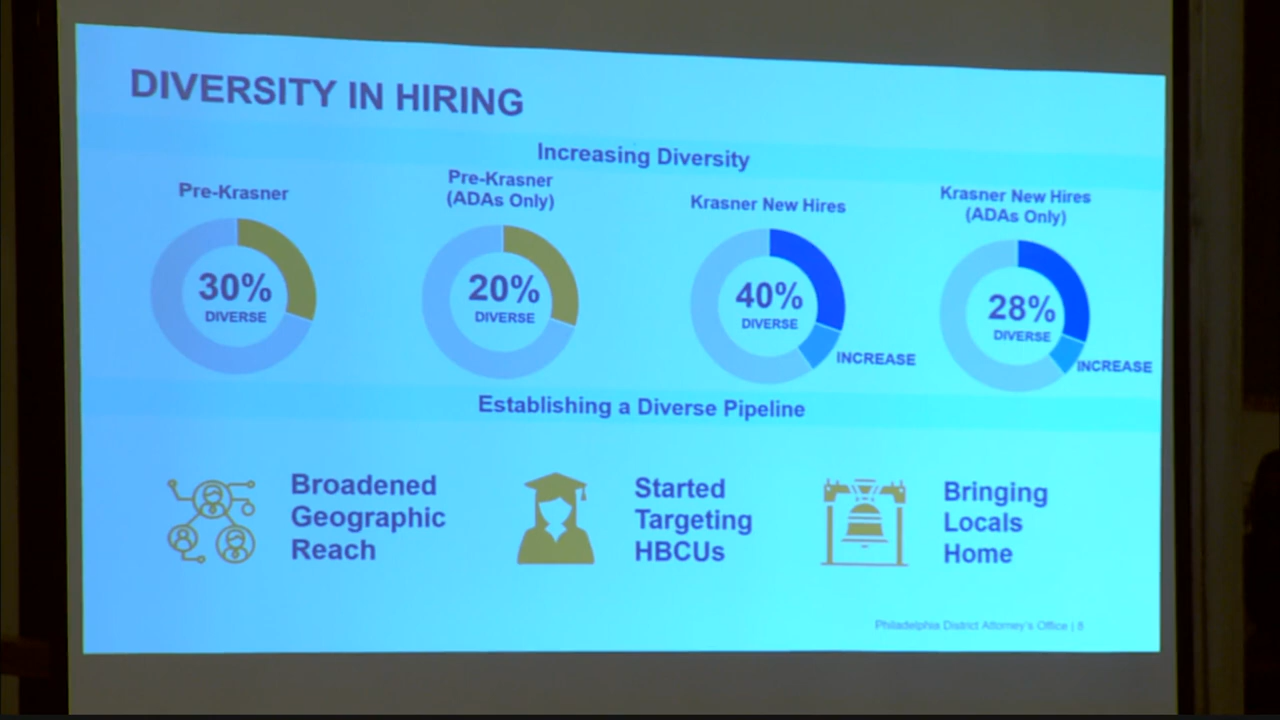 DIVERSITY IN HIRING
Increasing Diversity
Pre-Krasner
30%
DIVERSE
Pre-Krasner
(ADAs Only)
20%
DIVERSE
Krasner New Hires
40%
DIVERSE
INCREASE
Krasner New Hires
(ADAs Only)
28%
DIVERSE
INCREASE
Establishing a Diverse Pipeline
Broadened
Geographic
Reach
Started
Targeting
HBCUs
Bringing
Locals
Home
Philadelphia District Attorney's Office |